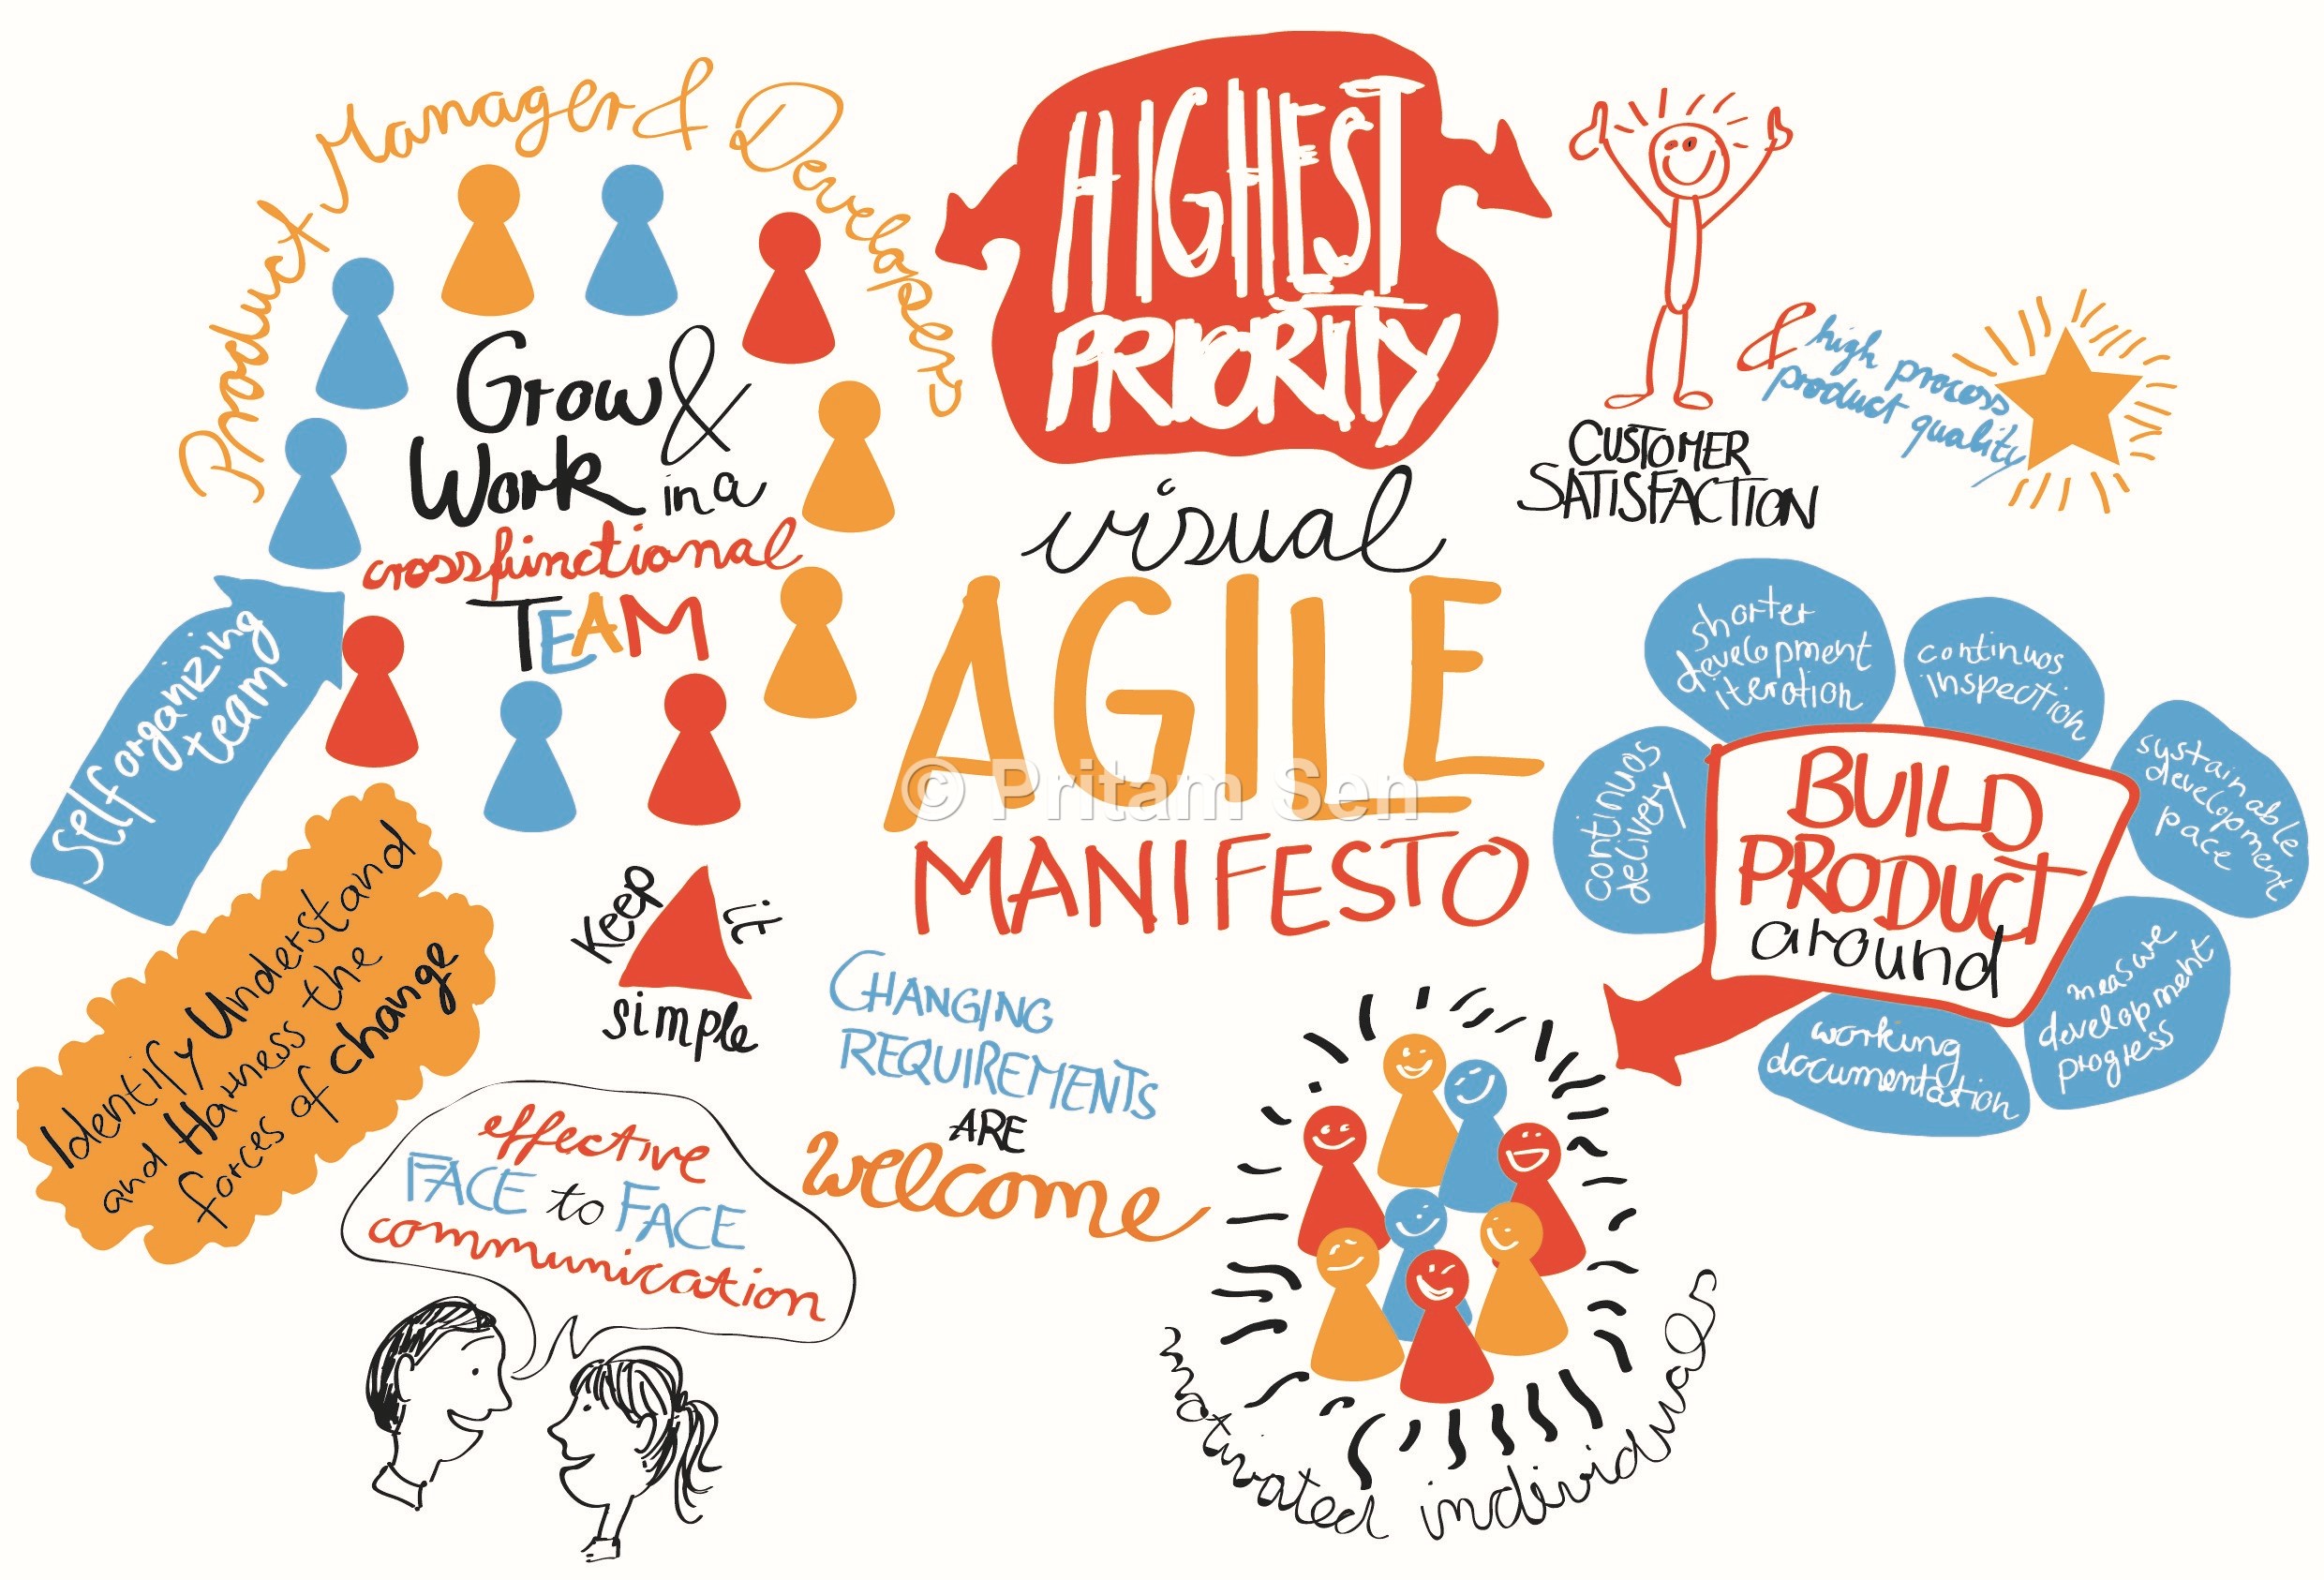 Product Manager & Developers
Grow &
Work in a
crossfunctional
TEAM
Self organizing
team
Identify Understand
and Harness the
forces of change
Keep it
simple
effective
FACE to FACE
communication
HIGHEST
PRIORITY
visual
AGILE
© Pritam Sen
MANIFESTO
CHANGING
REQUIREMENTS
ARE
welcome
CUSTOMER
SATISFACTION
& high process
product quality
continuos
delivery
shorter
development
iteration
continuos
inspection
systainable
development
pace
measure
development
progress
working
documentation
BUILD
PRODUCT
around
motivated individuals